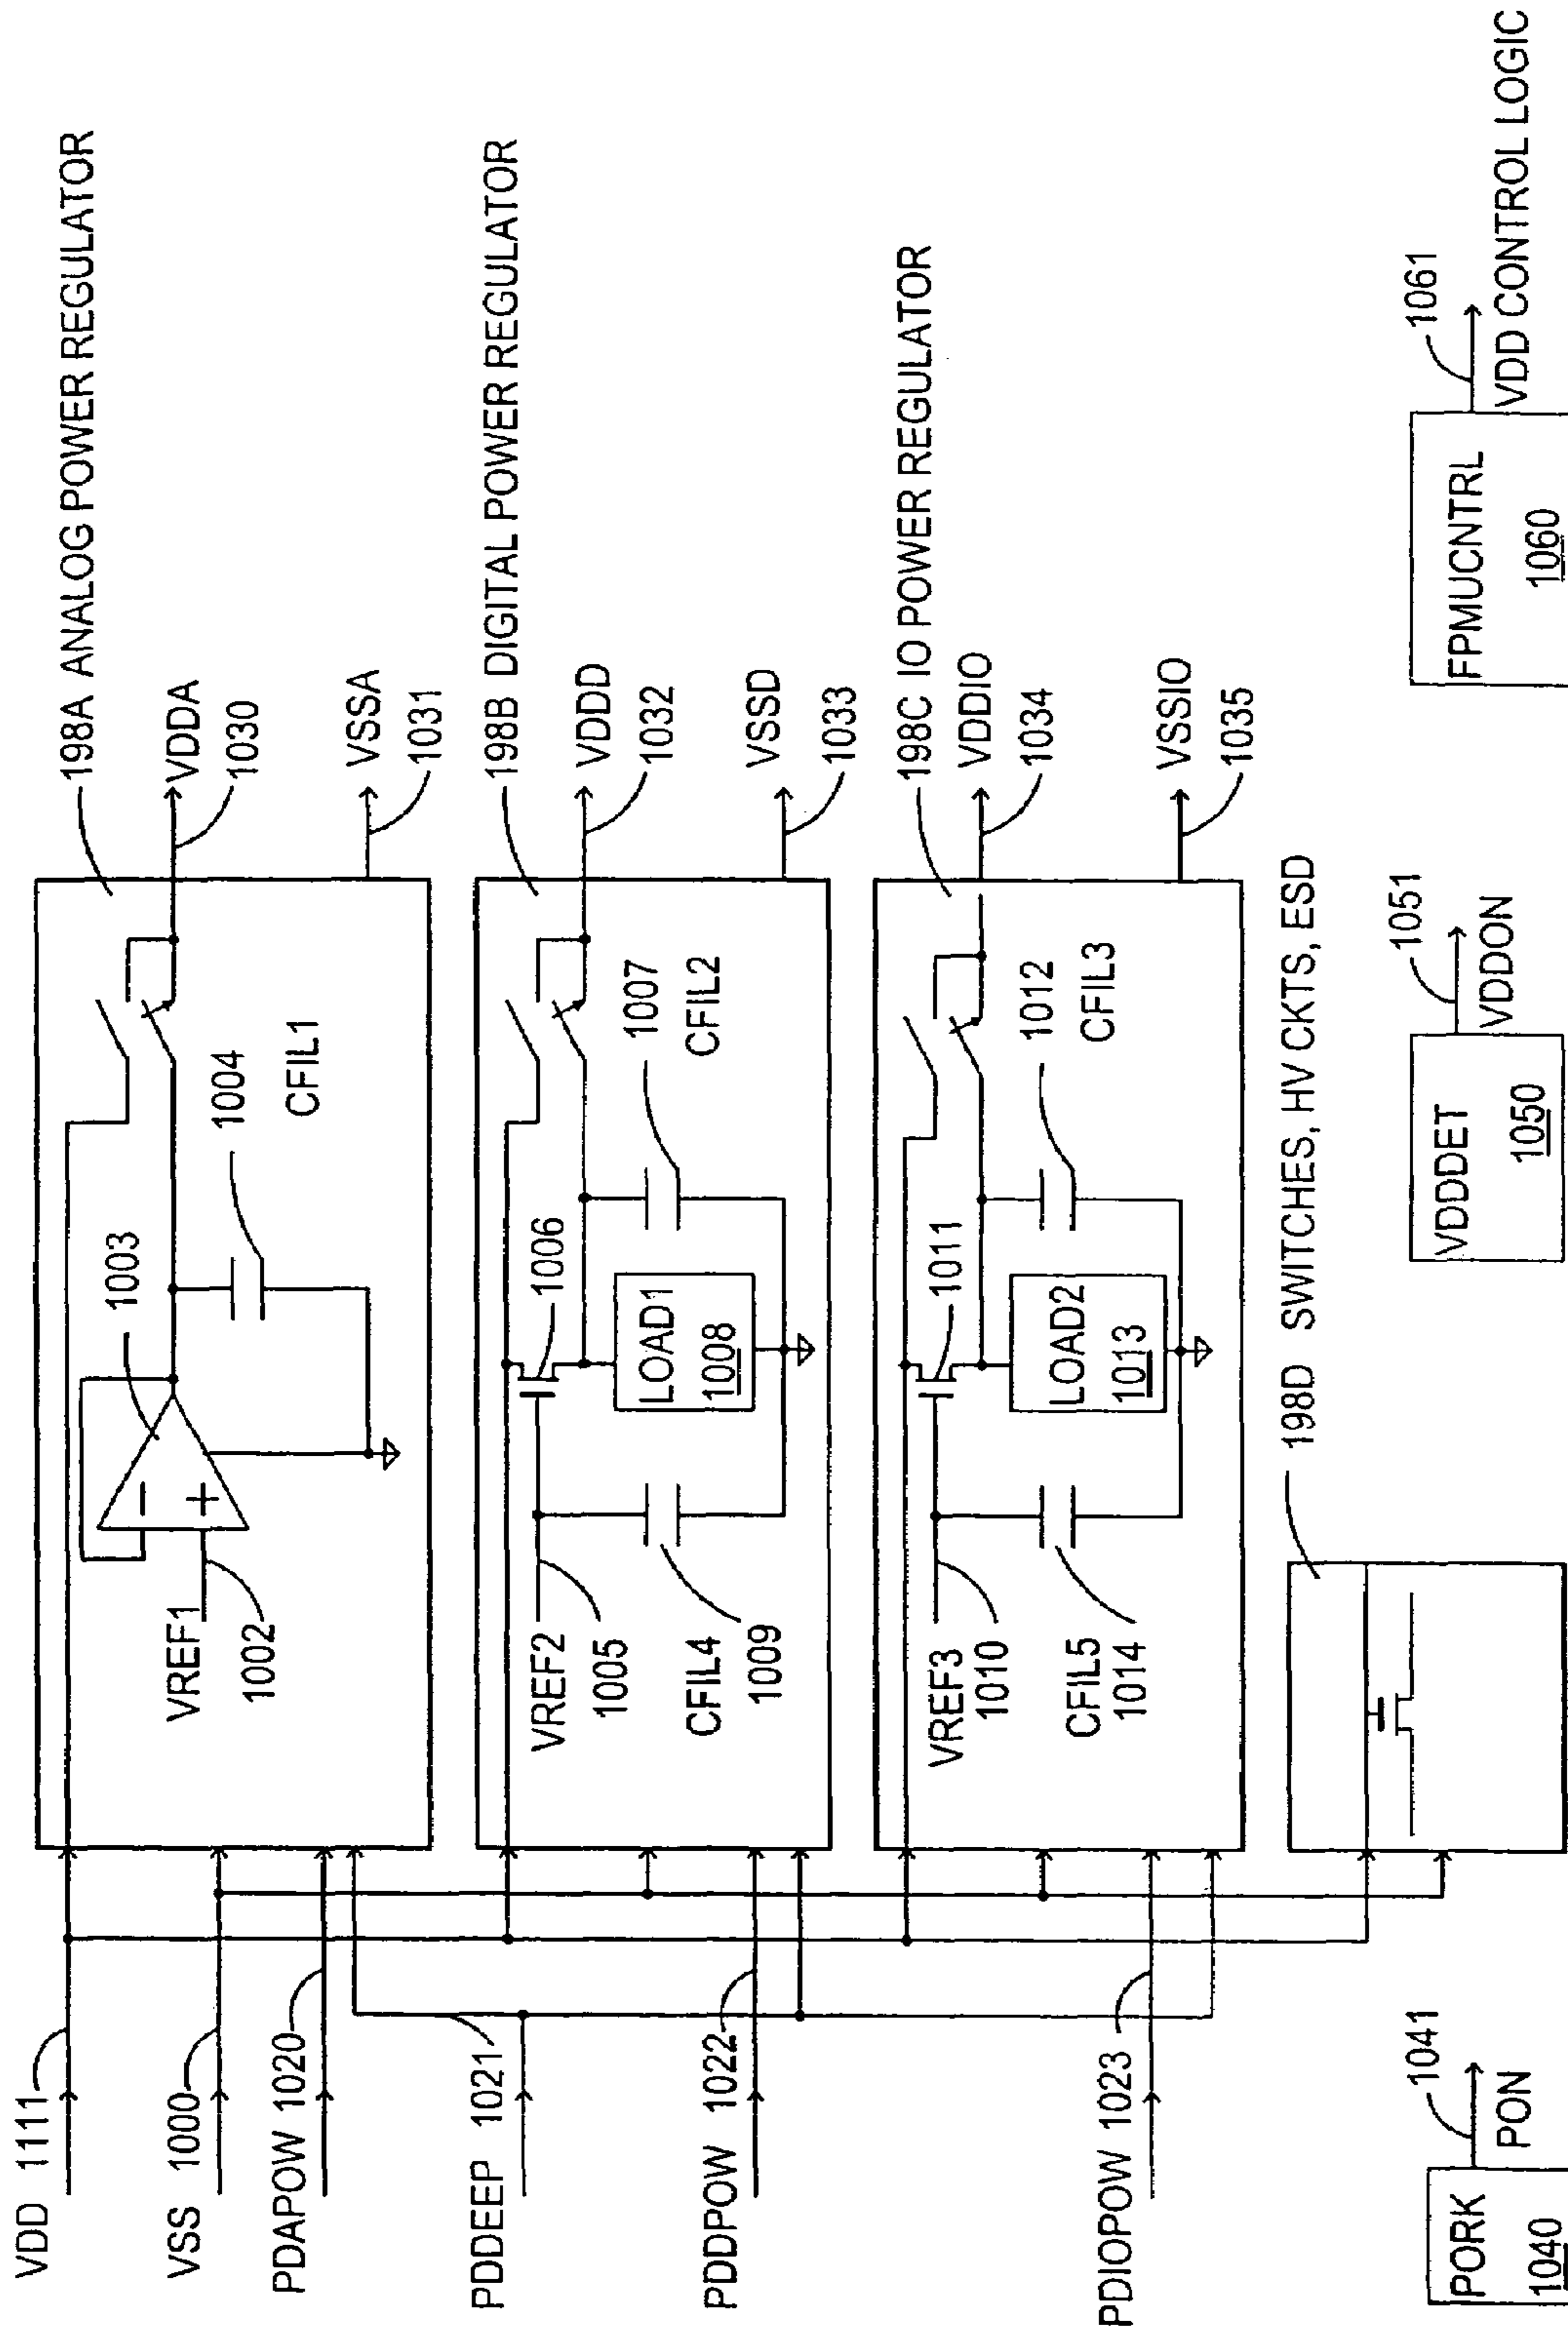 VDD 1111
VSS 1000
PDAPOW 1020
PDDEEP 1021
PDDPOW 1022
PDIOPOW 1023
198A ANALOG POWER REGULATOR
VREF1
1002
1003
1004
CFIL1
VDDA
1030
VSSA
1031
198B DIGITAL POWER REGULATOR
VREF2
1005
CFIL4
1009
1006
LOAD1
1008
1007
CFIL2
VDDD
1032
VSSD
1033
198C IO POWER REGULATOR
VREF3
1010
CFIL5
1014
1011
LOAD2
1013
1012
CFIL3
VDDIO
1034
VSSIO
1035
198D SWITCHES, HV CKTS, ESD
PORK
1040
1041
PON
VDDDET
1050
1051
VDDON
FPMUCNTRL
1060
1061
VDD CONTROL LOGIC